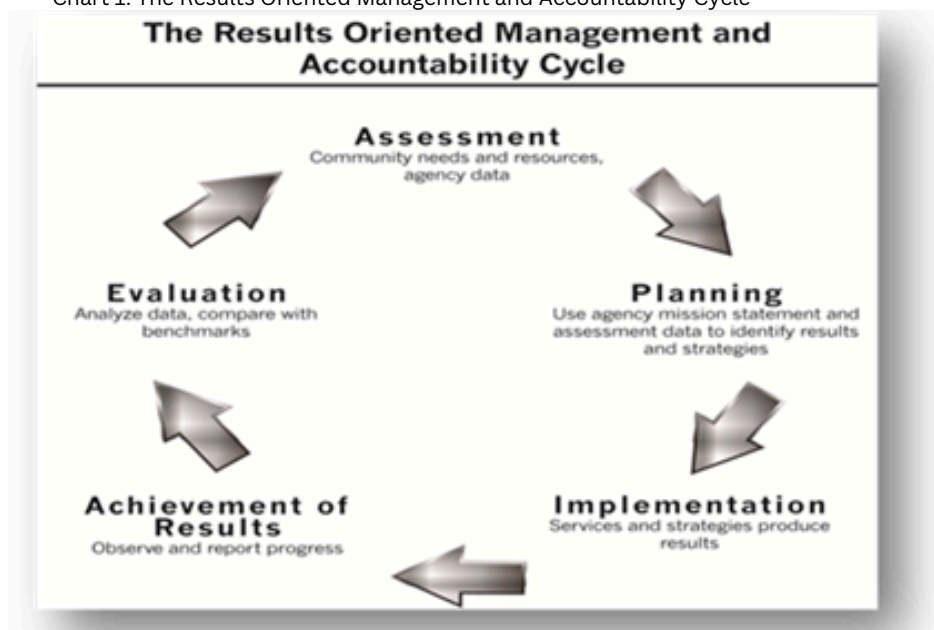 Chart 1. The Results Oriented Management and Accountability Cycle
The Results Oriented Management and
Accountability Cycle
Assessment
Community needs and resources,
agency data
Planning
Use agency mission statement and
assessment data to identify results
and strategies
Implementation
Services and strategies produce
results
Achievement of
Results
Observe and report progress
Evaluation
Analyze data, compare with
benchmarks